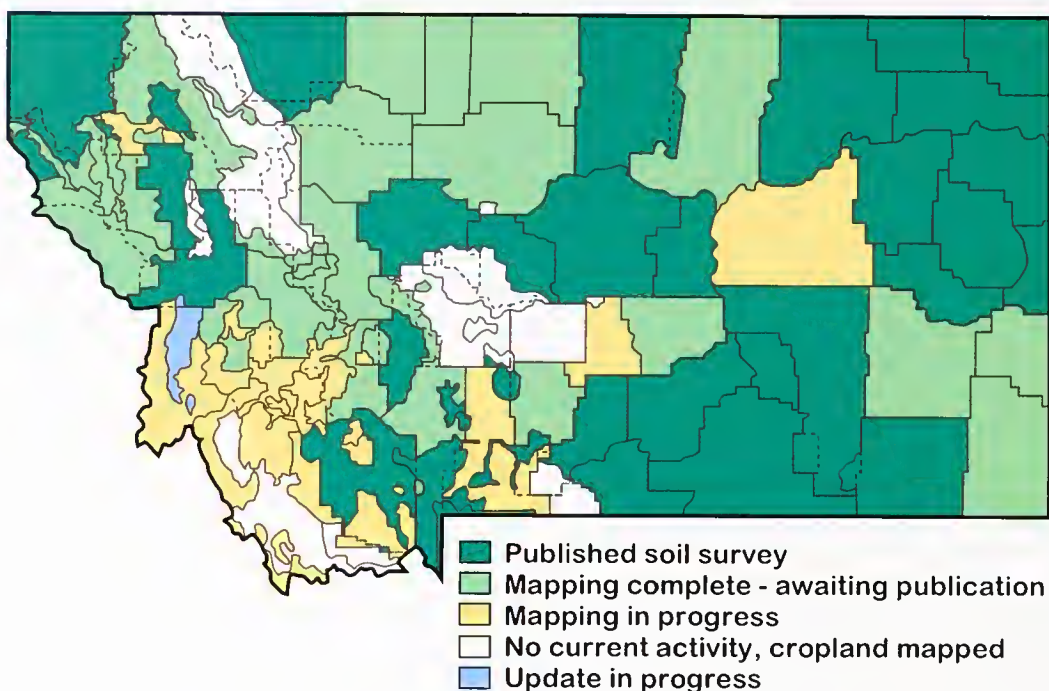 Published soil survey
Mapping complete - awaiting publication
Mapping in progress
No current activity, cropland mapped
Update in progress